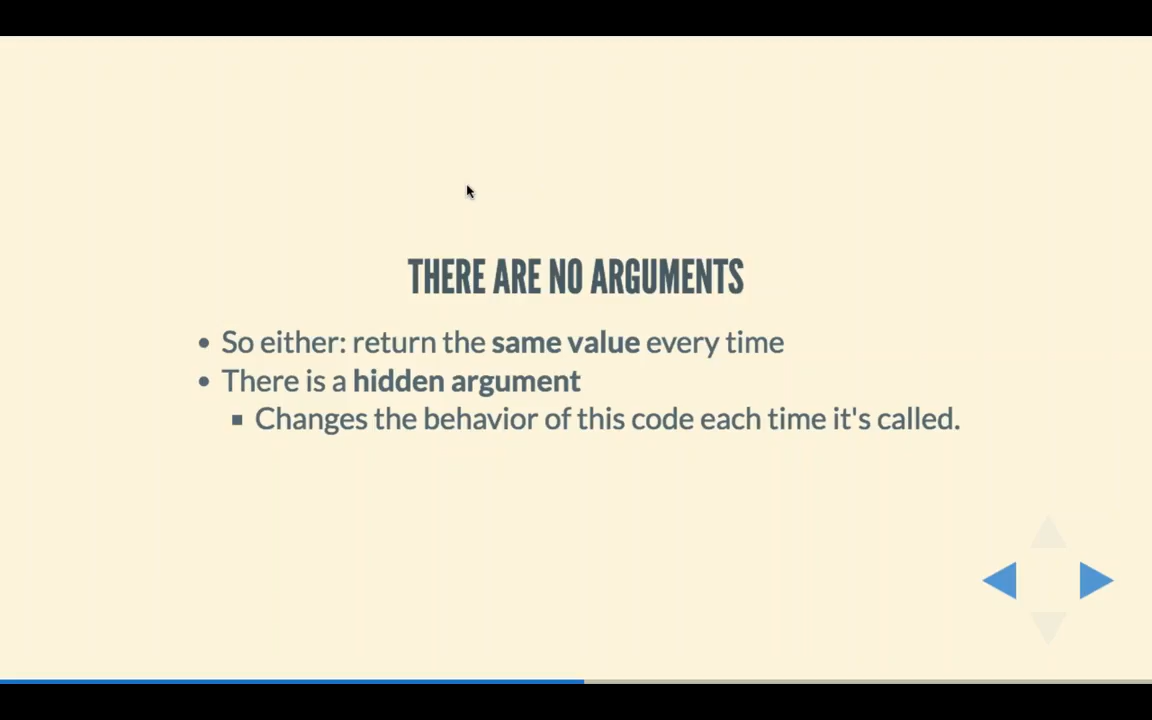 THERE ARE NO ARGUMENTS
• So either: return the same value every time
• There is a hidden argument
▪ Changes the behavior of this code each time it's called.